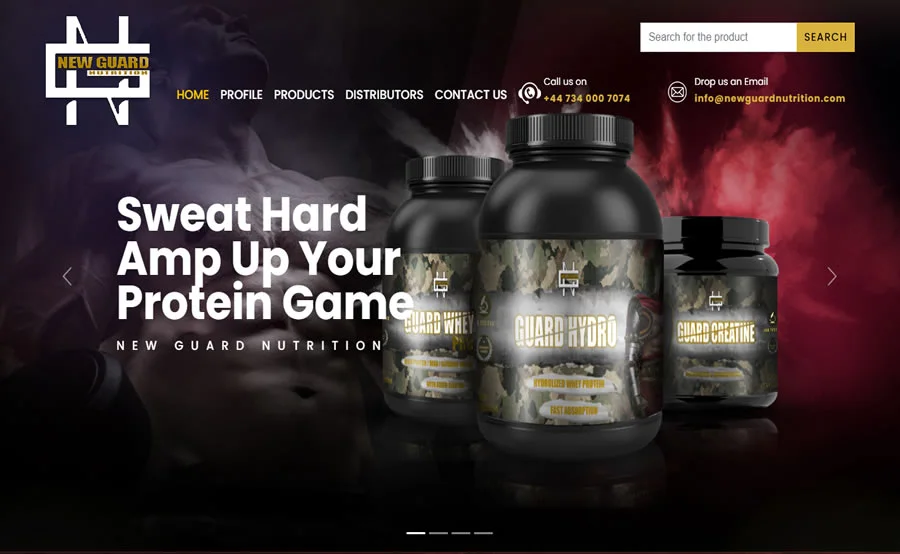 NEW GUARD
NUTRITION
Search for the product
SEARCH
HOME
PROFILE
PRODUCTS
DISTRIBUTORS
CONTACT US
Call us on
+44 734 000 7074
Drop us an Email
info@newguardnutrition.com
Sweat Hard
Amp Up Your
Protein Game
NEW GUARD NUTRITION
GUARD WHEY
GUARD HYDRO
HYDROLIZED WHEY PROTEIN
FAST ABSORPTION
GUARD CREATINE